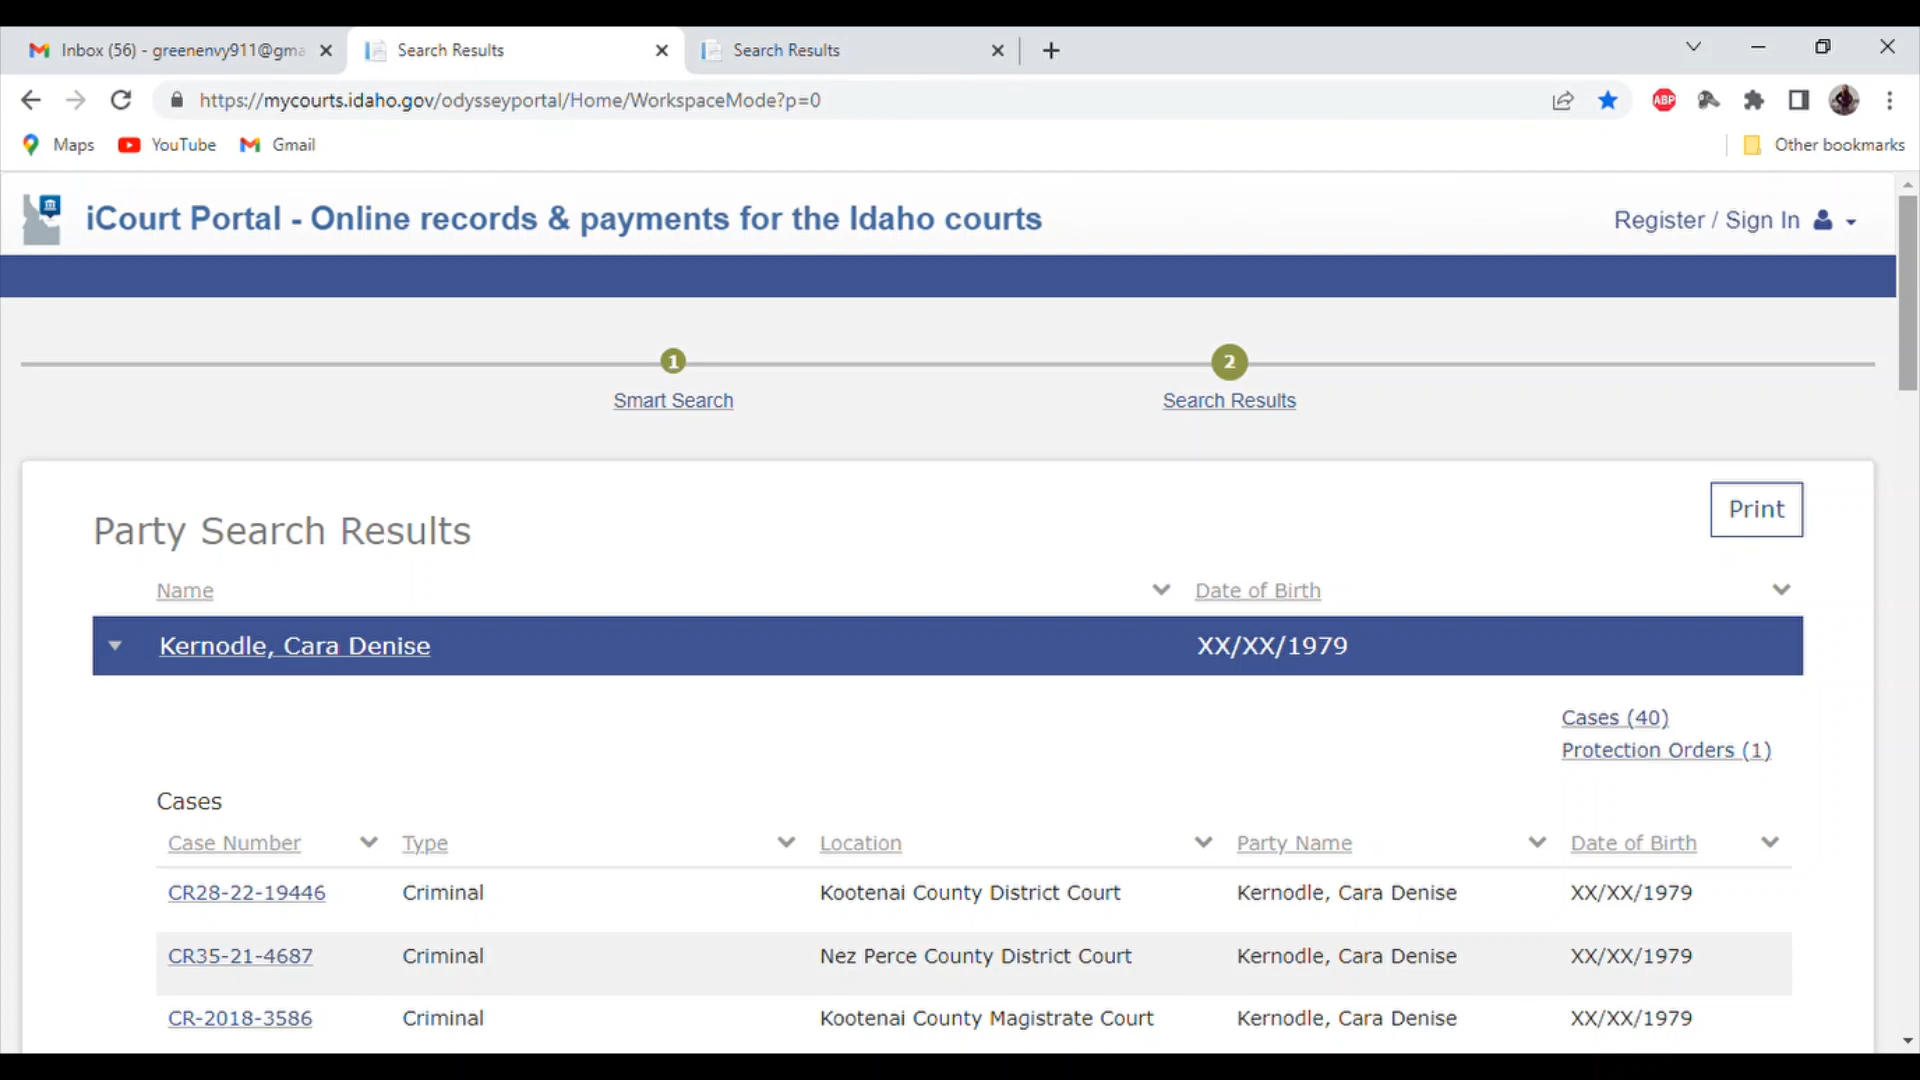 Inbox (56) - greenenvy911@gma
Search Results
Search Results
https://mycourts.idaho.gov/odysseyportal/Home/WorkspaceMode?p=0
ABP
Maps
YouTube
Gmail
Other bookmarks
iCourt Portal - Online records & payments for the Idaho courts
Register / Sign In
1
2
Smart Search
Search Results
Print
Party Search Results
Name
Date of Birth
Kernodle, Cara Denise
XX/XX/1979
Cases (40)
Protection Orders (1)
Cases
Case Number Type Location Party Name Date of Birth
CR28-22-19446 Criminal Kootenai County District Court Kernodle, Cara Denise XX/XX/1979
CR35-21-4687 Criminal Nez Perce County District Court Kernodle, Cara Denise XX/XX/1979
CR-2018-3586 Criminal Kootenai County Magistrate Court Kernodle, Cara Denise XX/XX/1979